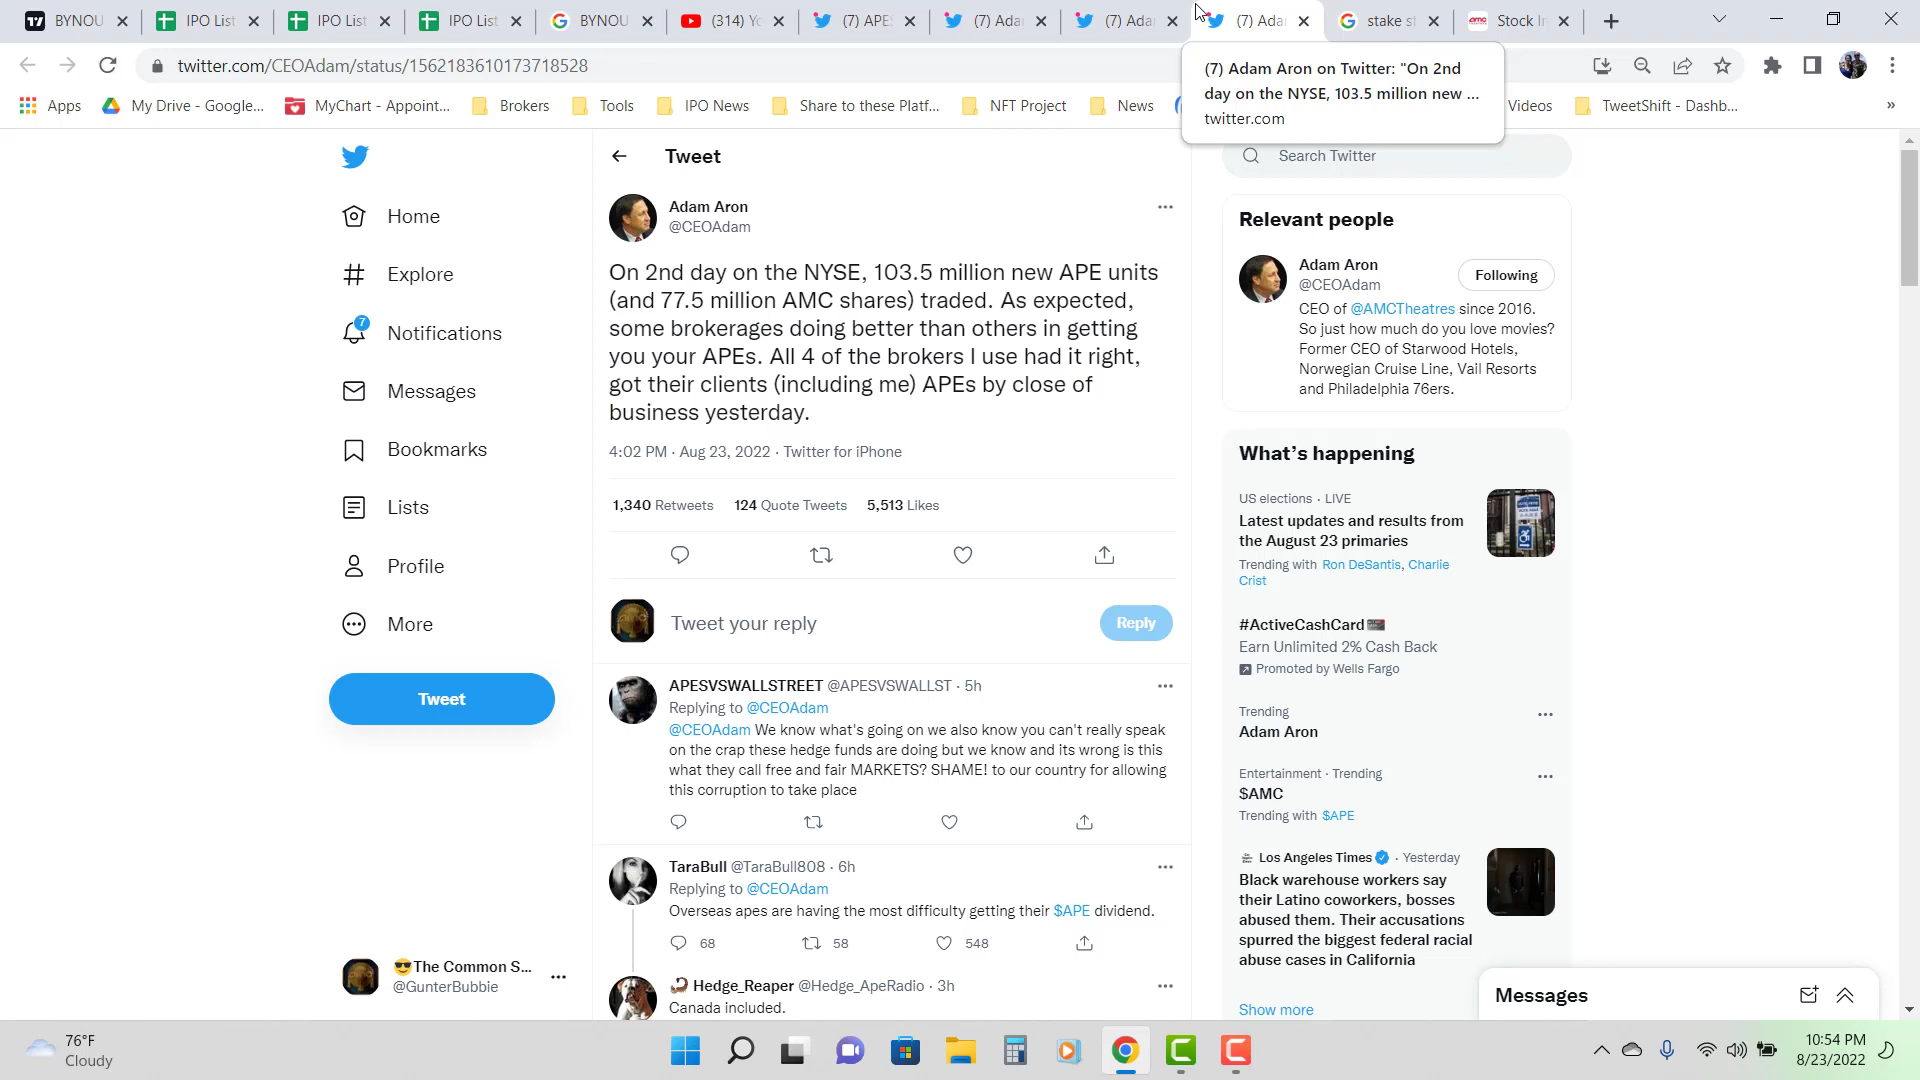 BYNOU
IPO List
IPO List
IPO List
BYNOU
(314) Yo
(7) APES
(7) Adar
(7) Adar
(7) Ada
stake st
Stock In
twitter.com/CEOAdam/status/1562183610173718528
(7) Adam Aron on Twitter: "On 2nd
day on the NYSE, 103.5 million new ...
twitter.com
Apps
My Drive - Google...
MyChart - Appoint...
Brokers
Tools
IPO News
Share to these Platf...
NFT Project
News
Videos
TweetShift - Dashb...
»
Tweet
Search Twitter
Home
Explore
7
Notifications
Messages
Bookmarks
Lists
Profile
More
Tweet
😎The Common S...
@GunterBubbie
Adam Aron
@CEOAdam
On 2nd day on the NYSE, 103.5 million new APE units
(and 77.5 million AMC shares) traded. As expected,
some brokerages doing better than others in getting
you your APEs. All 4 of the brokers I use had it right,
got their clients (including me) APEs by close of
business yesterday.
4:02 PM · Aug 23, 2022 · Twitter for iPhone
1,340 Retweets 124 Quote Tweets 5,513 Likes
Tweet your reply
Reply
APESVSWALLSTREET @APESVSWALLST · 5h
Replying to @CEOAdam
@CEOAdam We know what's going on we also know you can't really speak
on the crap these hedge funds are doing but we know and its wrong is this
what they call free and fair MARKETS? SHAME! to our country for allowing
this corruption to take place
TaraBull @TaraBull808 · 6h
Replying to @CEOAdam
Overseas apes are having the most difficulty getting their $APE dividend.
68 58 548
Hedge_Reaper @Hedge_ApeRadio · 3h
Canada included.
Relevant people
Adam Aron
@CEOAdam
Following
CEO of @AMCTheatres since 2016.
So just how much do you love movies?
Former CEO of Starwood Hotels,
Norwegian Cruise Line, Vail Resorts
and Philadelphia 76ers.
What's happening
US elections · LIVE
Latest updates and results from
the August 23 primaries
Trending with Ron DeSantis, Charlie
Crist
#ActiveCashCard
Earn Unlimited 2% Cash Back
Promoted by Wells Fargo
Trending
Adam Aron
Entertainment · Trending
$AMC
Trending with $APE
Los Angeles Times · Yesterday
Black warehouse workers say
their Latino coworkers, bosses
abused them. Their accusations
spurred the biggest federal racial
abuse cases in California
Show more
Messages
76°F
Cloudy
10:54 PM
8/23/2022